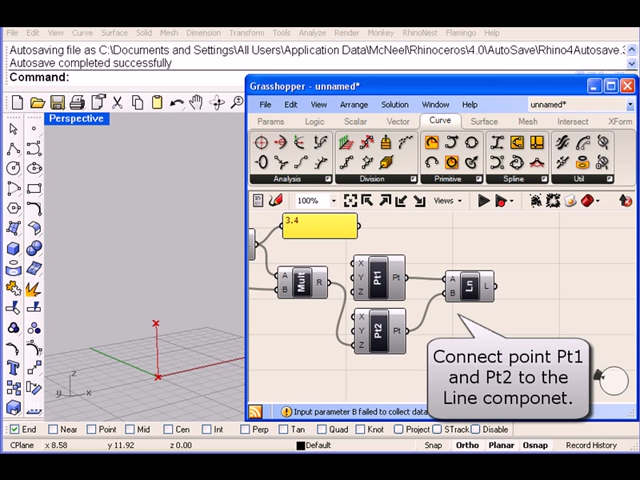 File Edit View Curve Surface Solid Mesh Dimension Transform Tools Analyze Render RhinoNest Flamingo Help
Autosaving file as C:\Documents and Settings\All Users\Application Data\McNeel\Rhinoceros\4.0\AutoSave\Rhino4Autosave.3
Autosave completed successfully
Command:
Perspective
Grasshopper - unnamed*
File Edit View Arrange Solution Window Help unnamed*
Params Logic Scalar Vector Curve Surface Mesh Intersect XForm
Analysis Division Primitive Spline Util
100% Views
3.4
X
Y
Z
Pt1
Pt
A
B
Mult
R
A
B
Ln
L
X
Y
Z
Pt2
Pt
Connect point Pt1
and Pt2 to the
Line componet.
z
y
x
Input parameter B failed to collect data
End Near Point Mid Cen Int Perp Tan Quad Knot Project STrack Disable
CPlane x 8.58 y 11.92 z 0.00 Default Snap Ortho Planar Osnap Record History